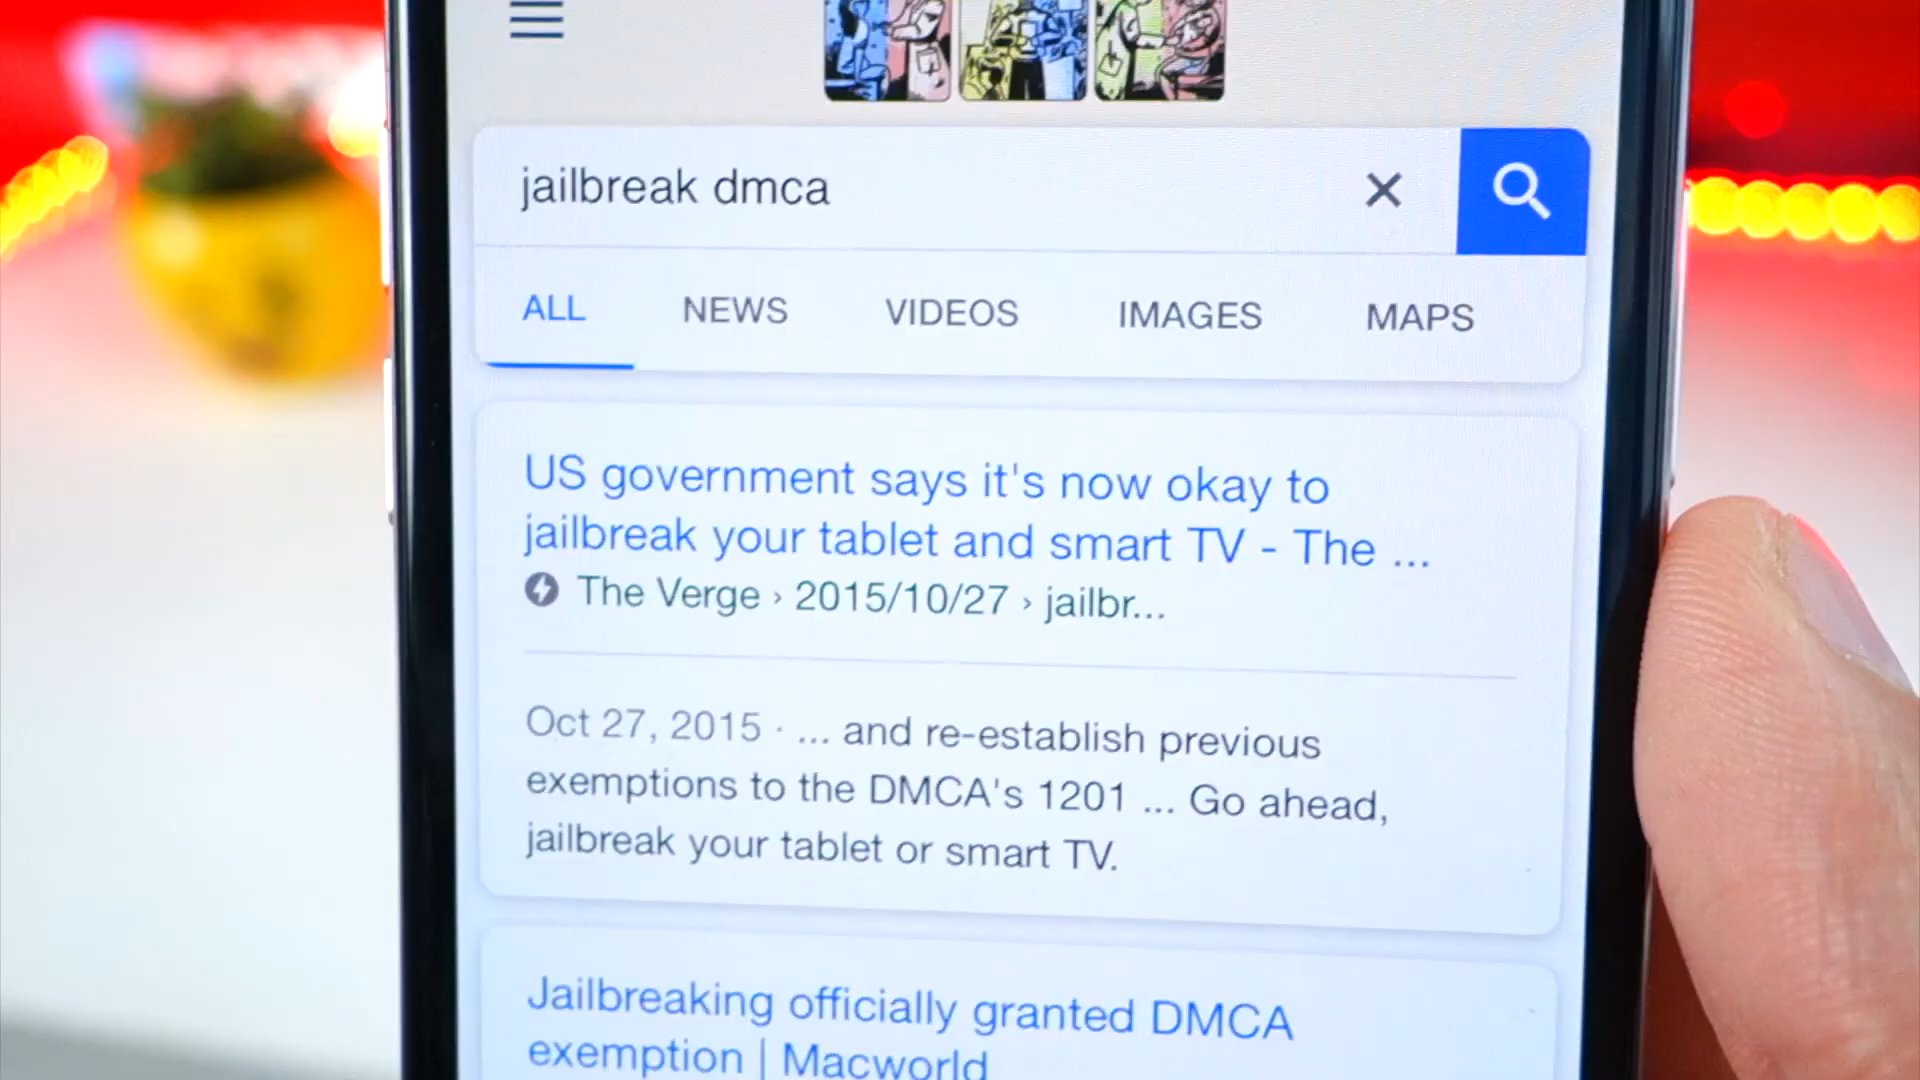 jailbreak dmca
ALL NEWS VIDEOS IMAGES MAPS
US government says it's now okay to
jailbreak your tablet and smart TV - The ...
The Verge › 2015/10/27 › jailbr...
Oct 27, 2015 · ... and re-establish previous
exemptions to the DMCA's 1201 ... Go ahead,
jailbreak your tablet or smart TV.
Jailbreaking officially granted DMCA
exemption | Macworld